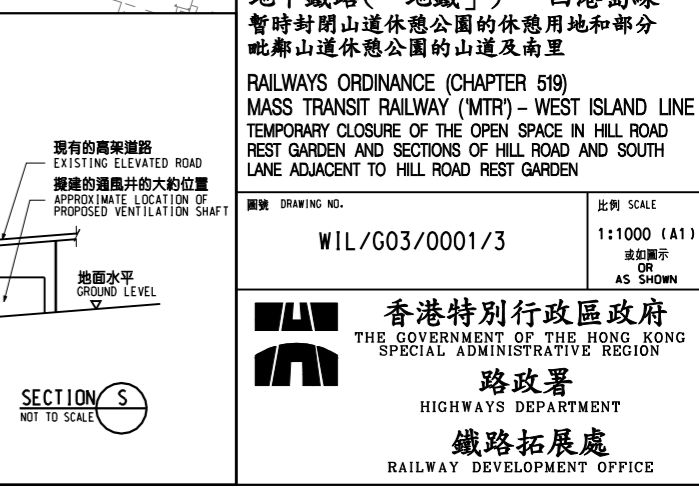 現有的高架道路
EXISTING ELEVATED ROAD
擬建的通風井的大約位置
APPROXIMATE LOCATION OF
PROPOSED VENTILATION SHAFT
地面水平
GROUND LEVEL
SECTION S
NOT TO SCALE
暫時封閉山道休憩公園的休憩用地和部分
毗鄰山道休憩公園的山道及南里
RAILWAYS ORDINANCE (CHAPTER 519)
MASS TRANSIT RAILWAY ('MTR') – WEST ISLAND LINE
TEMPORARY CLOSURE OF THE OPEN SPACE IN HILL ROAD
REST GARDEN AND SECTIONS OF HILL ROAD AND SOUTH
LANE ADJACENT TO HILL ROAD REST GARDEN
圖號 DRAWING NO.
WIL/G03/0001/3
比例 SCALE
1:1000 (A1)
或如圖示
OR
AS SHOWN
香港特別行政區政府
THE GOVERNMENT OF THE HONG KONG
SPECIAL ADMINISTRATIVE REGION
路政署
HIGHWAYS DEPARTMENT
鐵路拓展處
RAILWAY DEVELOPMENT OFFICE